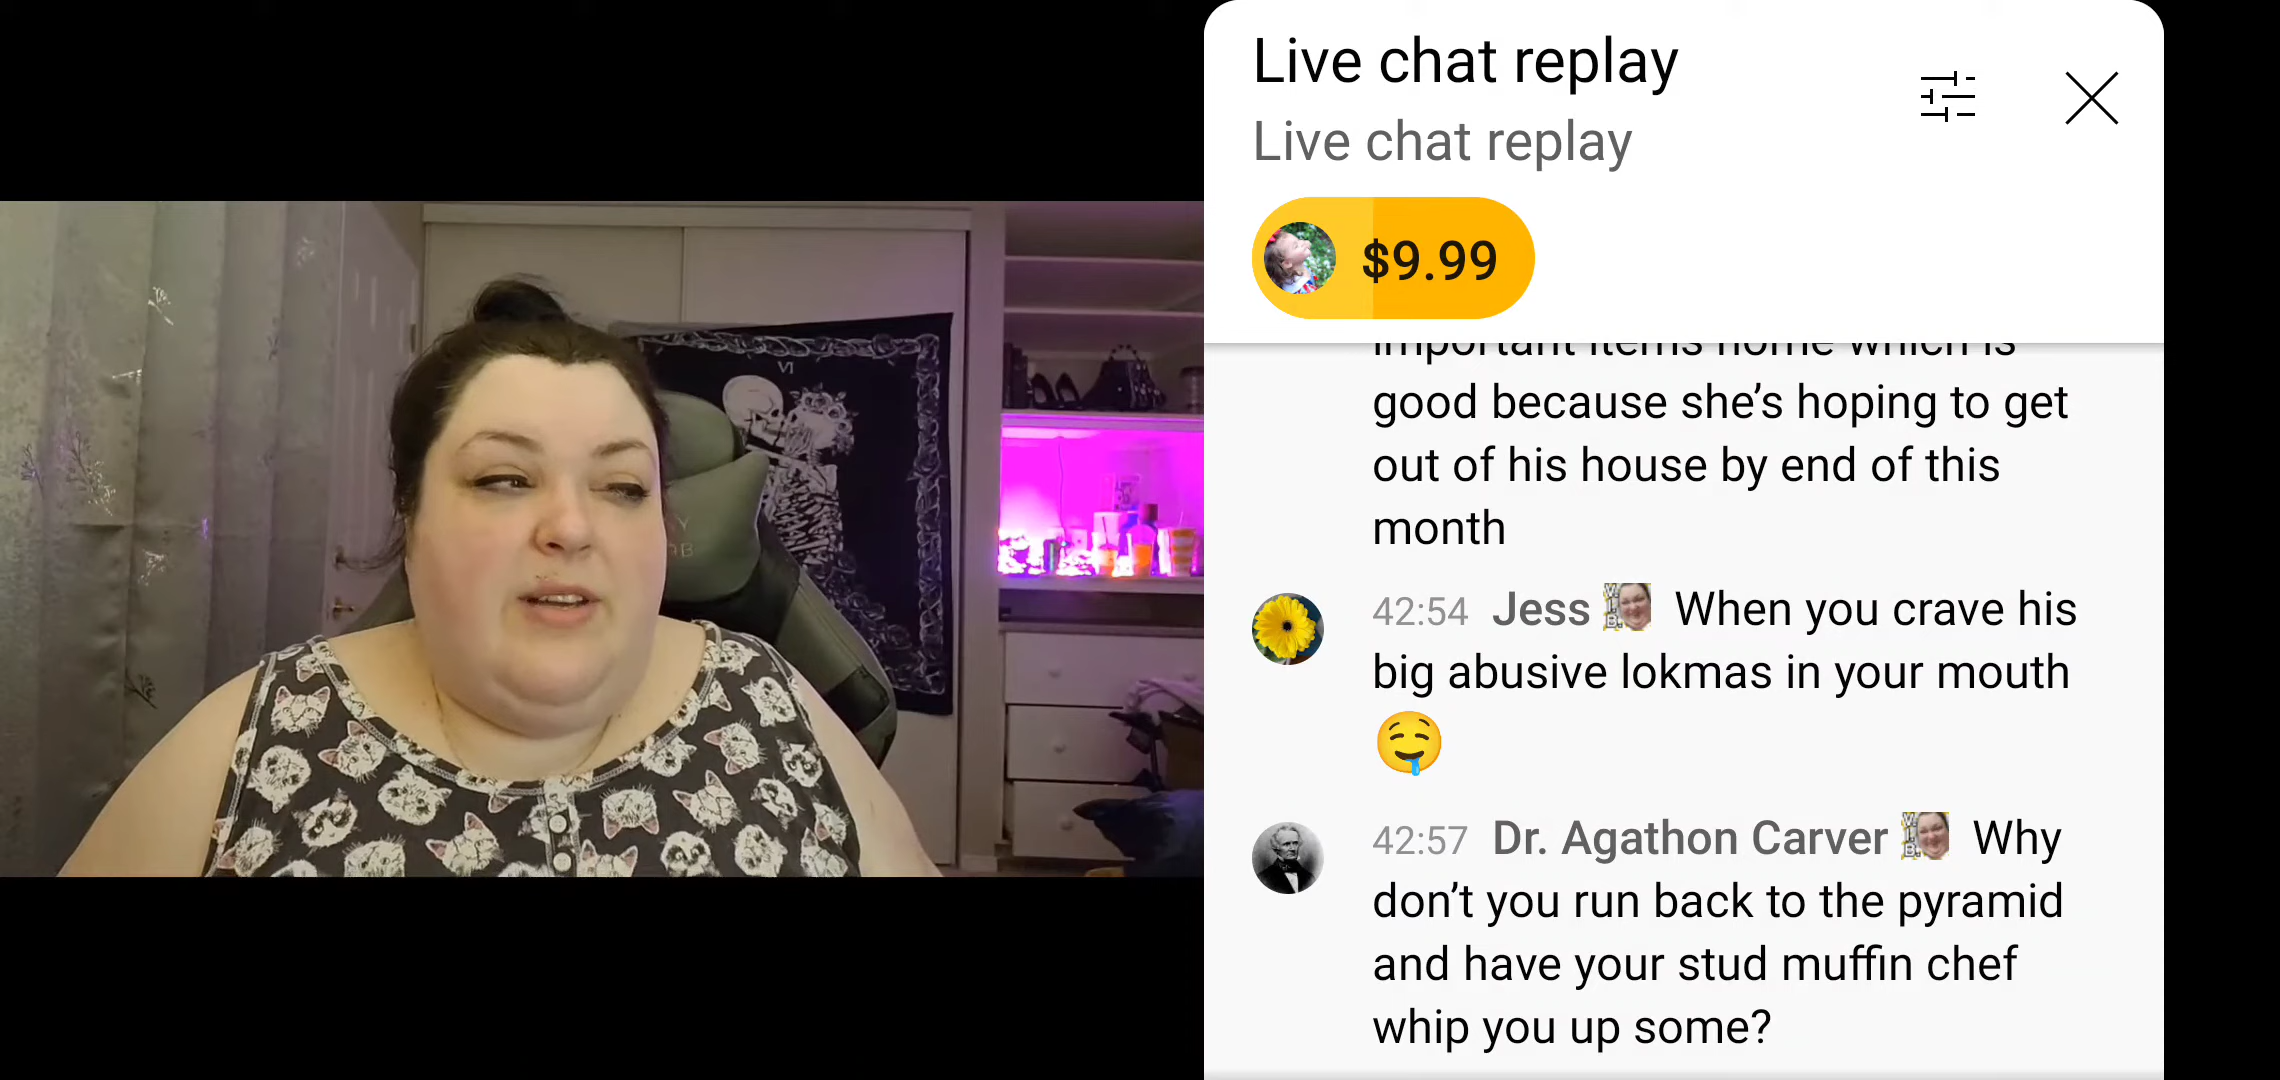 Live chat replay
Live chat replay
$9.99
important items home which is
good because she’s hoping to get
out of his house by end of this
month
42:54 Jess When you crave his
big abusive lokmas in your mouth
🤤
42:57 Dr. Agathon Carver Why
don’t you run back to the pyramid
and have your stud muffin chef
whip you up some?
VI